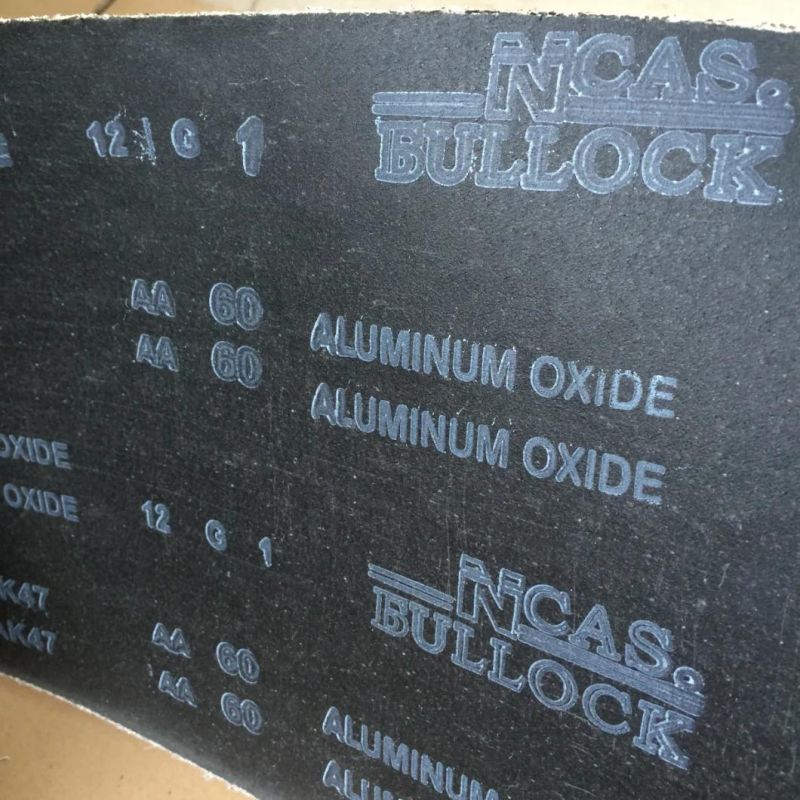 NCAS.
BULLOCK
12 G 1
AA 60
AA 60
ALUMINUM OXIDE
ALUMINUM OXIDE
OXIDE
OXIDE
12 G 1
NCAS.
BULLOCK
AK47
AK47
AA 60
AA 60
ALUMINUM